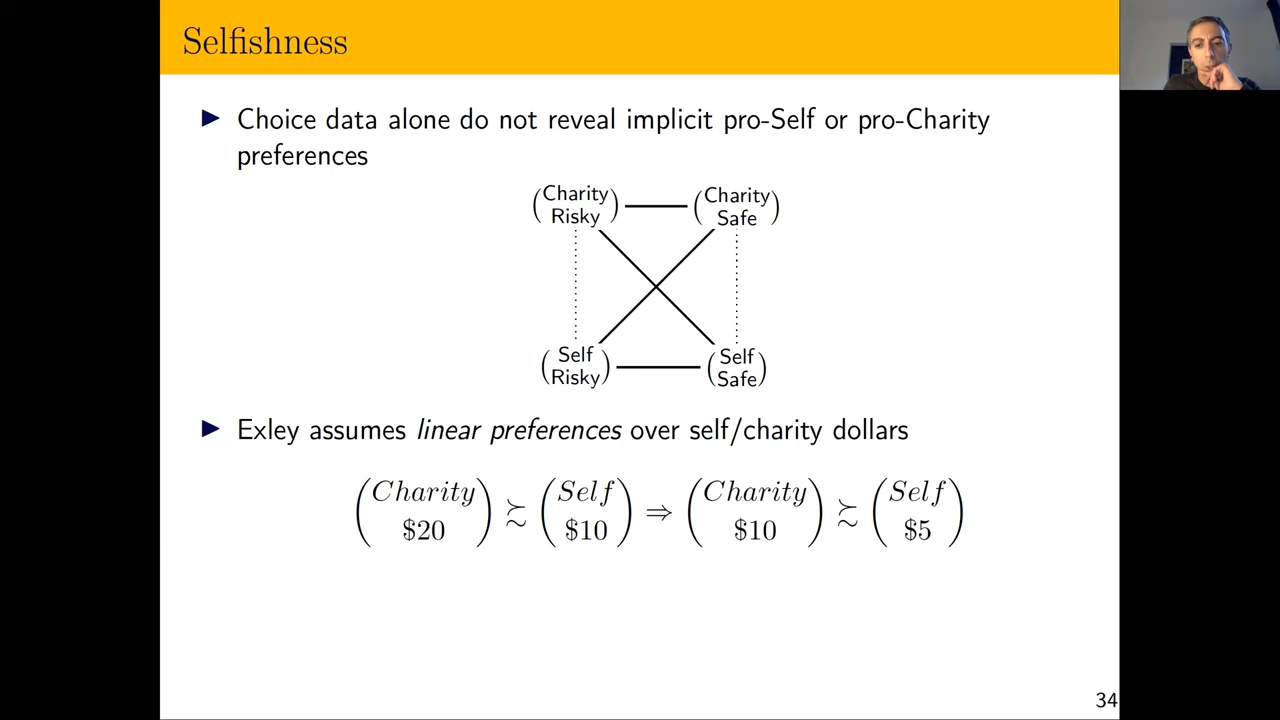 Selfishness
▶ Choice data alone do not reveal implicit pro-Self or pro-Charity
preferences
(Charity Risky) (Charity Safe)
(Self Risky) (Self Safe)
▶ Exley assumes linear preferences over self/charity dollars
(Charity $20) ≿ (Self $10) ⇒ (Charity $10) ≿ (Self $5)
34